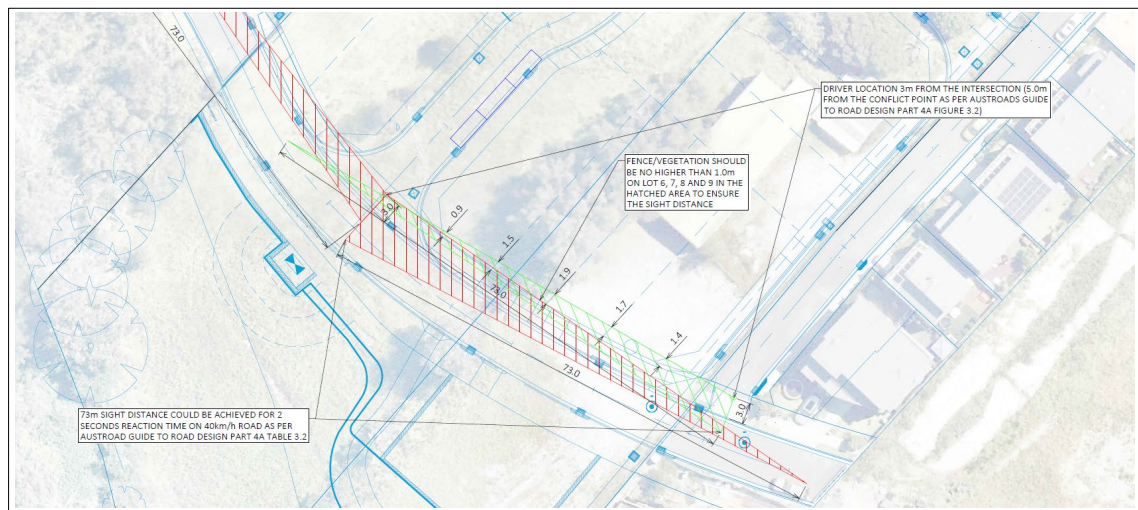 73.0
DRIVER LOCATION 3m FROM THE INTERSECTION (5.0m
FROM THE CONFLICT POINT AS PER AUSTROADS GUIDE
TO ROAD DESIGN PART 4A FIGURE 3.2)
FENCE/VEGETATION SHOULD
BE NO HIGHER THAN 1.0m
ON LOT 6, 7, 8 AND 9 IN THE
HATCHED AREA TO ENSURE
THE SIGHT DISTANCE
3.0
0.9
1.5
1.9
73.0
1.7
1.4
73.0
3.0
73m SIGHT DISTANCE COULD BE ACHIEVED FOR 2
SECONDS REACTION TIME ON 40km/h ROAD AS PER
AUSTROAD GUIDE TO ROAD DESIGN PART 4A TABLE 3.2